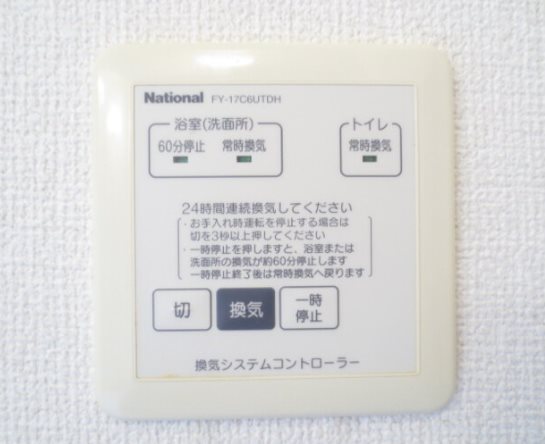 National FY-17C6UTDH
浴室(洗面所)
トイレ
60分停止 常時換気
常時換気
24時間連続換気してください
・お手入れ時運転を停止する場合は
切を3秒以上押してください
・一時停止を押しますと、浴室または
洗面所の換気が約60分停止します
一時停止終了後は常時換気へ戻ります
切
換気
一時
停止
換気システムコントローラー